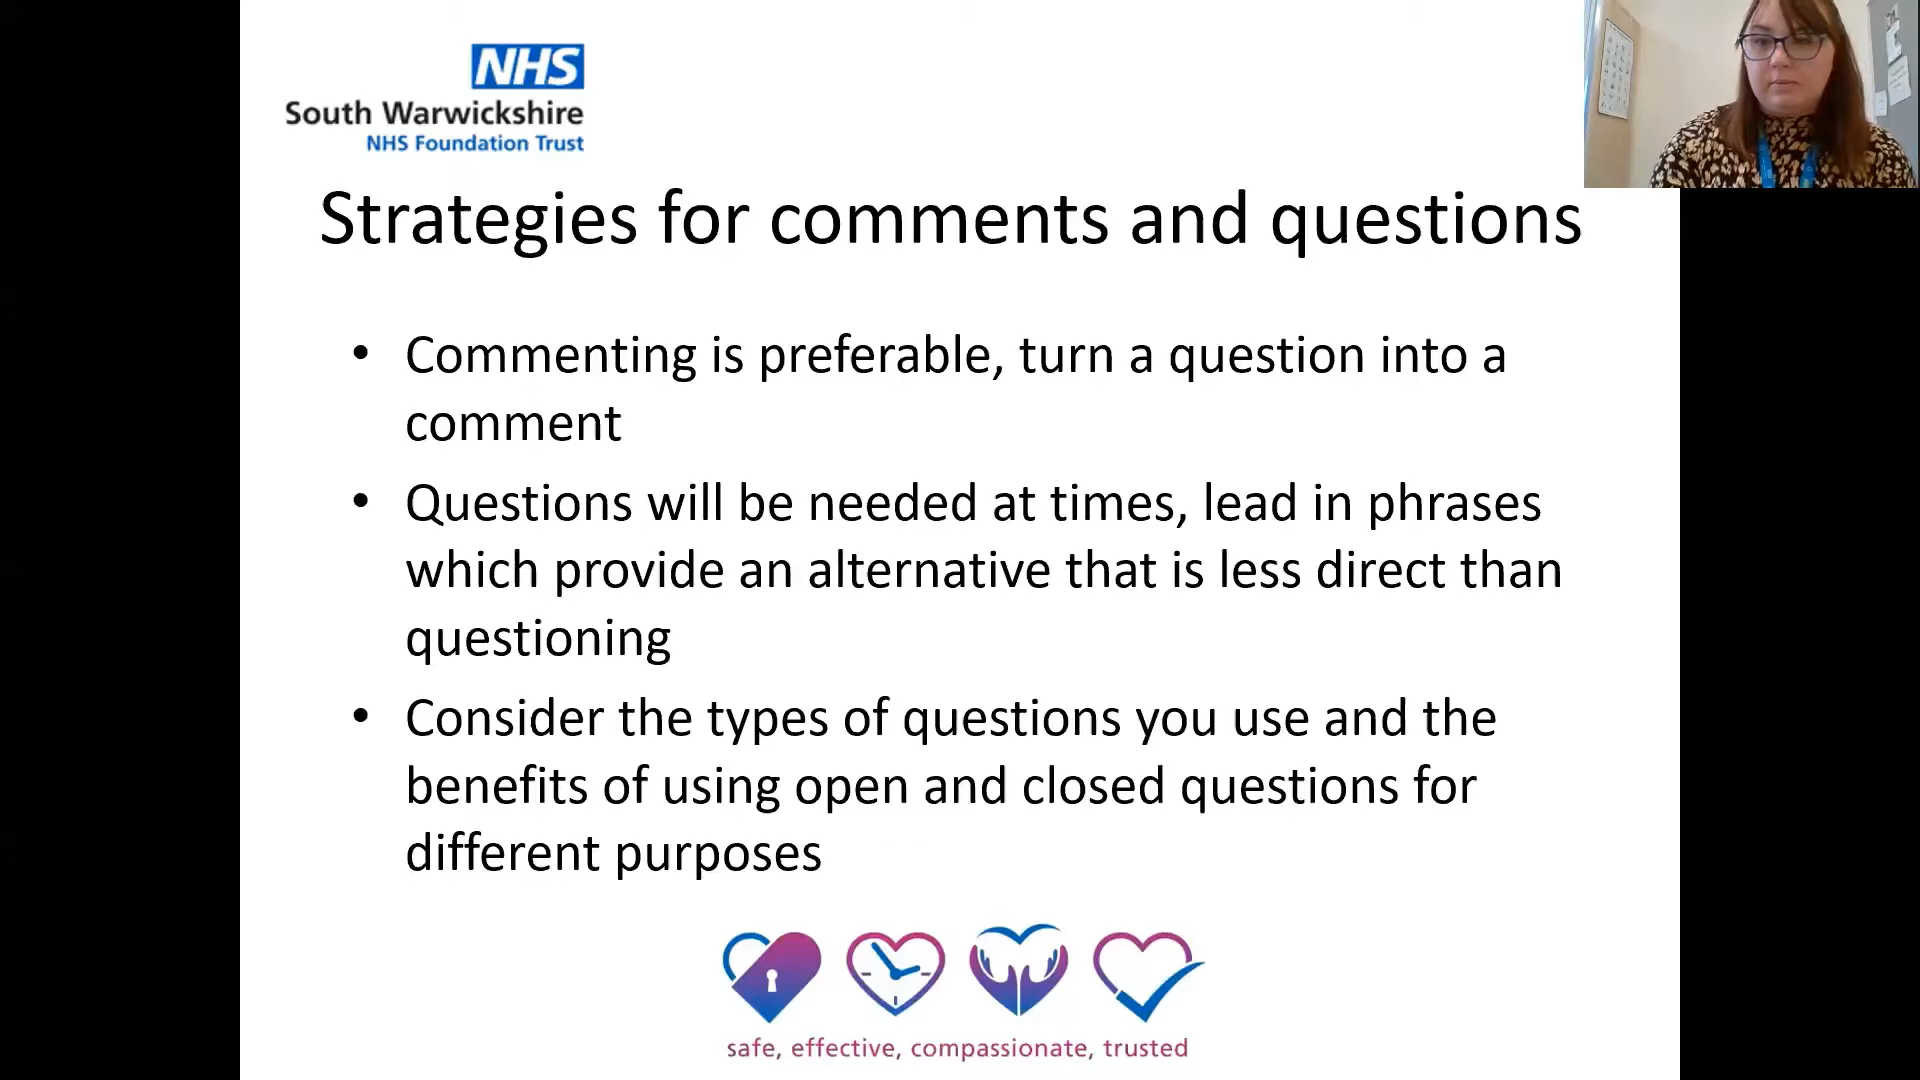 NHS
South Warwickshire
NHS Foundation Trust
Strategies for comments and questions
• Commenting is preferable, turn a question into a
comment
• Questions will be needed at times, lead in phrases
which provide an alternative that is less direct than
questioning
• Consider the types of questions you use and the
benefits of using open and closed questions for
different purposes
safe, effective, compassionate, trusted